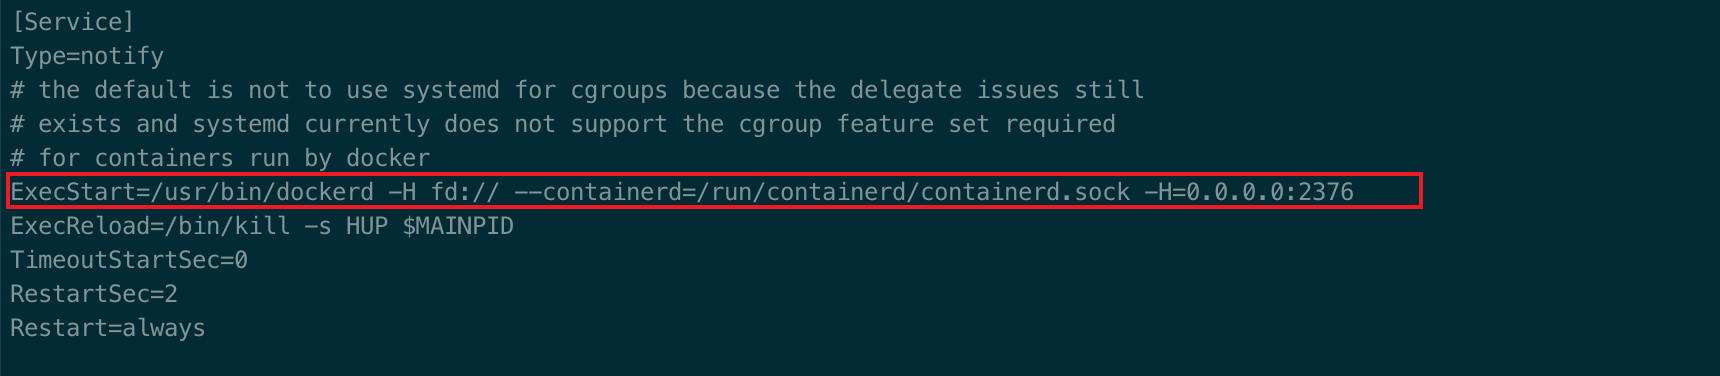 [Service]
Type=notify
# the default is not to use systemd for cgroups because the delegate issues still
# exists and systemd currently does not support the cgroup feature set required
# for containers run by docker
ExecStart=/usr/bin/dockerd -H fd:// --containerd=/run/containerd/containerd.sock -H=0.0.0.0:2376
ExecReload=/bin/kill -s HUP $MAINPID
TimeoutStartSec=0
RestartSec=2
Restart=always